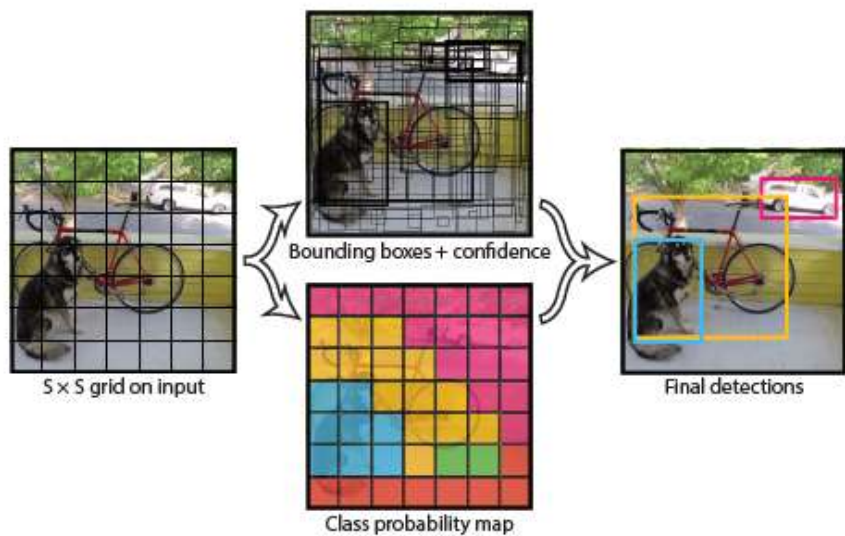 Bounding boxes + confidence
S × S grid on input
Final detections
Class probability map